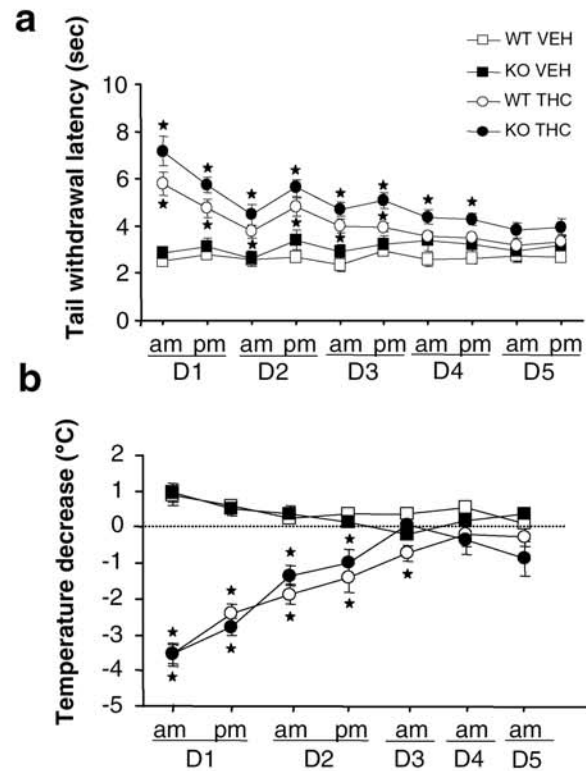 a
WT VEH
KO VEH
WT THC
KO THC
Tail withdrawal latency (sec)
10
8
6
4
2
0
am pm am pm am pm am pm am pm
D1 D2 D3 D4 D5
b
Temperature decrease (°C)
2
1
0
-1
-2
-3
-4
-5
am pm am pm am am am
D1 D2 D3 D4 D5